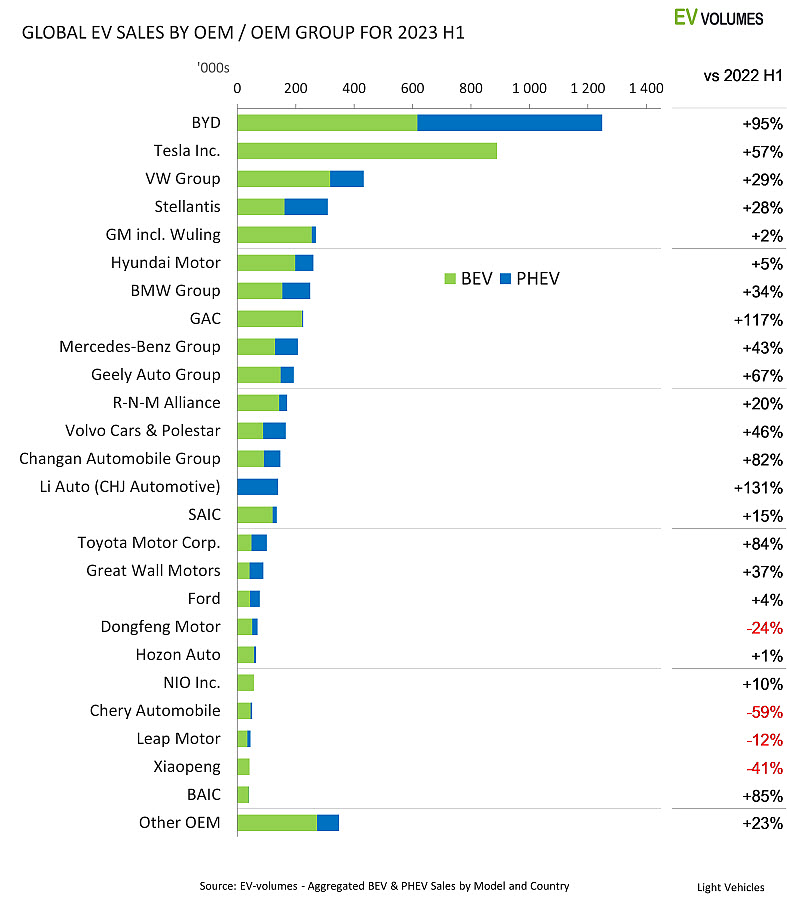 EV VOLUMES
GLOBAL EV SALES BY OEM / OEM GROUP FOR 2023 H1
'000s
vs 2022 H1
0 200 400 600 800 1 000 1 200 1 400
BYD +95%
Tesla Inc. +57%
VW Group +29%
Stellantis +28%
GM incl. Wuling +2%
Hyundai Motor +5%
BEV PHEV
BMW Group +34%
GAC +117%
Mercedes-Benz Group +43%
Geely Auto Group +67%
R-N-M Alliance +20%
Volvo Cars & Polestar +46%
Changan Automobile Group +82%
Li Auto (CHJ Automotive) +131%
SAIC +15%
Toyota Motor Corp. +84%
Great Wall Motors +37%
Ford +4%
Dongfeng Motor -24%
Hozon Auto +1%
NIO Inc. +10%
Chery Automobile -59%
Leap Motor -12%
Xiaopeng -41%
BAIC +85%
Other OEM +23%
Source: EV-volumes - Aggregated BEV & PHEV Sales by Model and Country
Light Vehicles